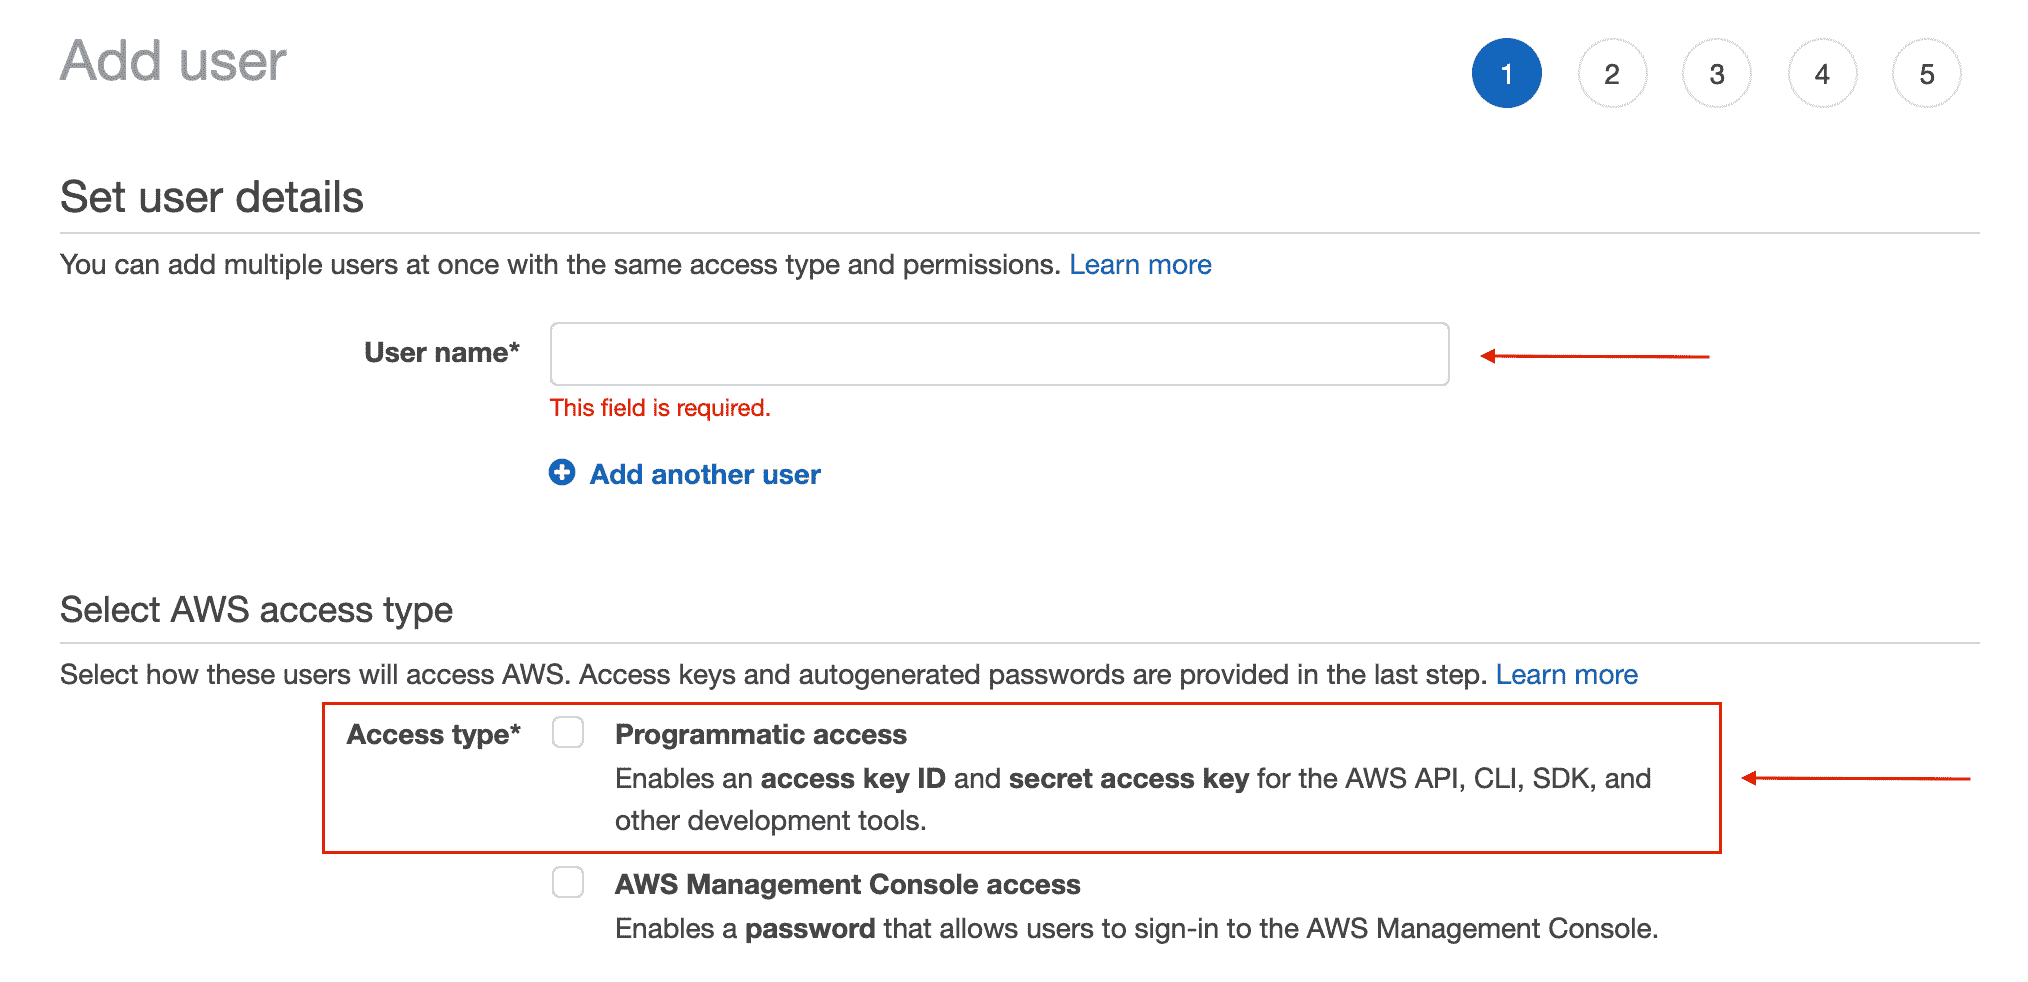 Add user
1 2 3 4 5
Set user details
You can add multiple users at once with the same access type and permissions. Learn more
User name*
This field is required.
Add another user
Select AWS access type
Select how these users will access AWS. Access keys and autogenerated passwords are provided in the last step. Learn more
Access type* Programmatic access
Enables an access key ID and secret access key for the AWS API, CLI, SDK, and
other development tools.
AWS Management Console access
Enables a password that allows users to sign-in to the AWS Management Console.